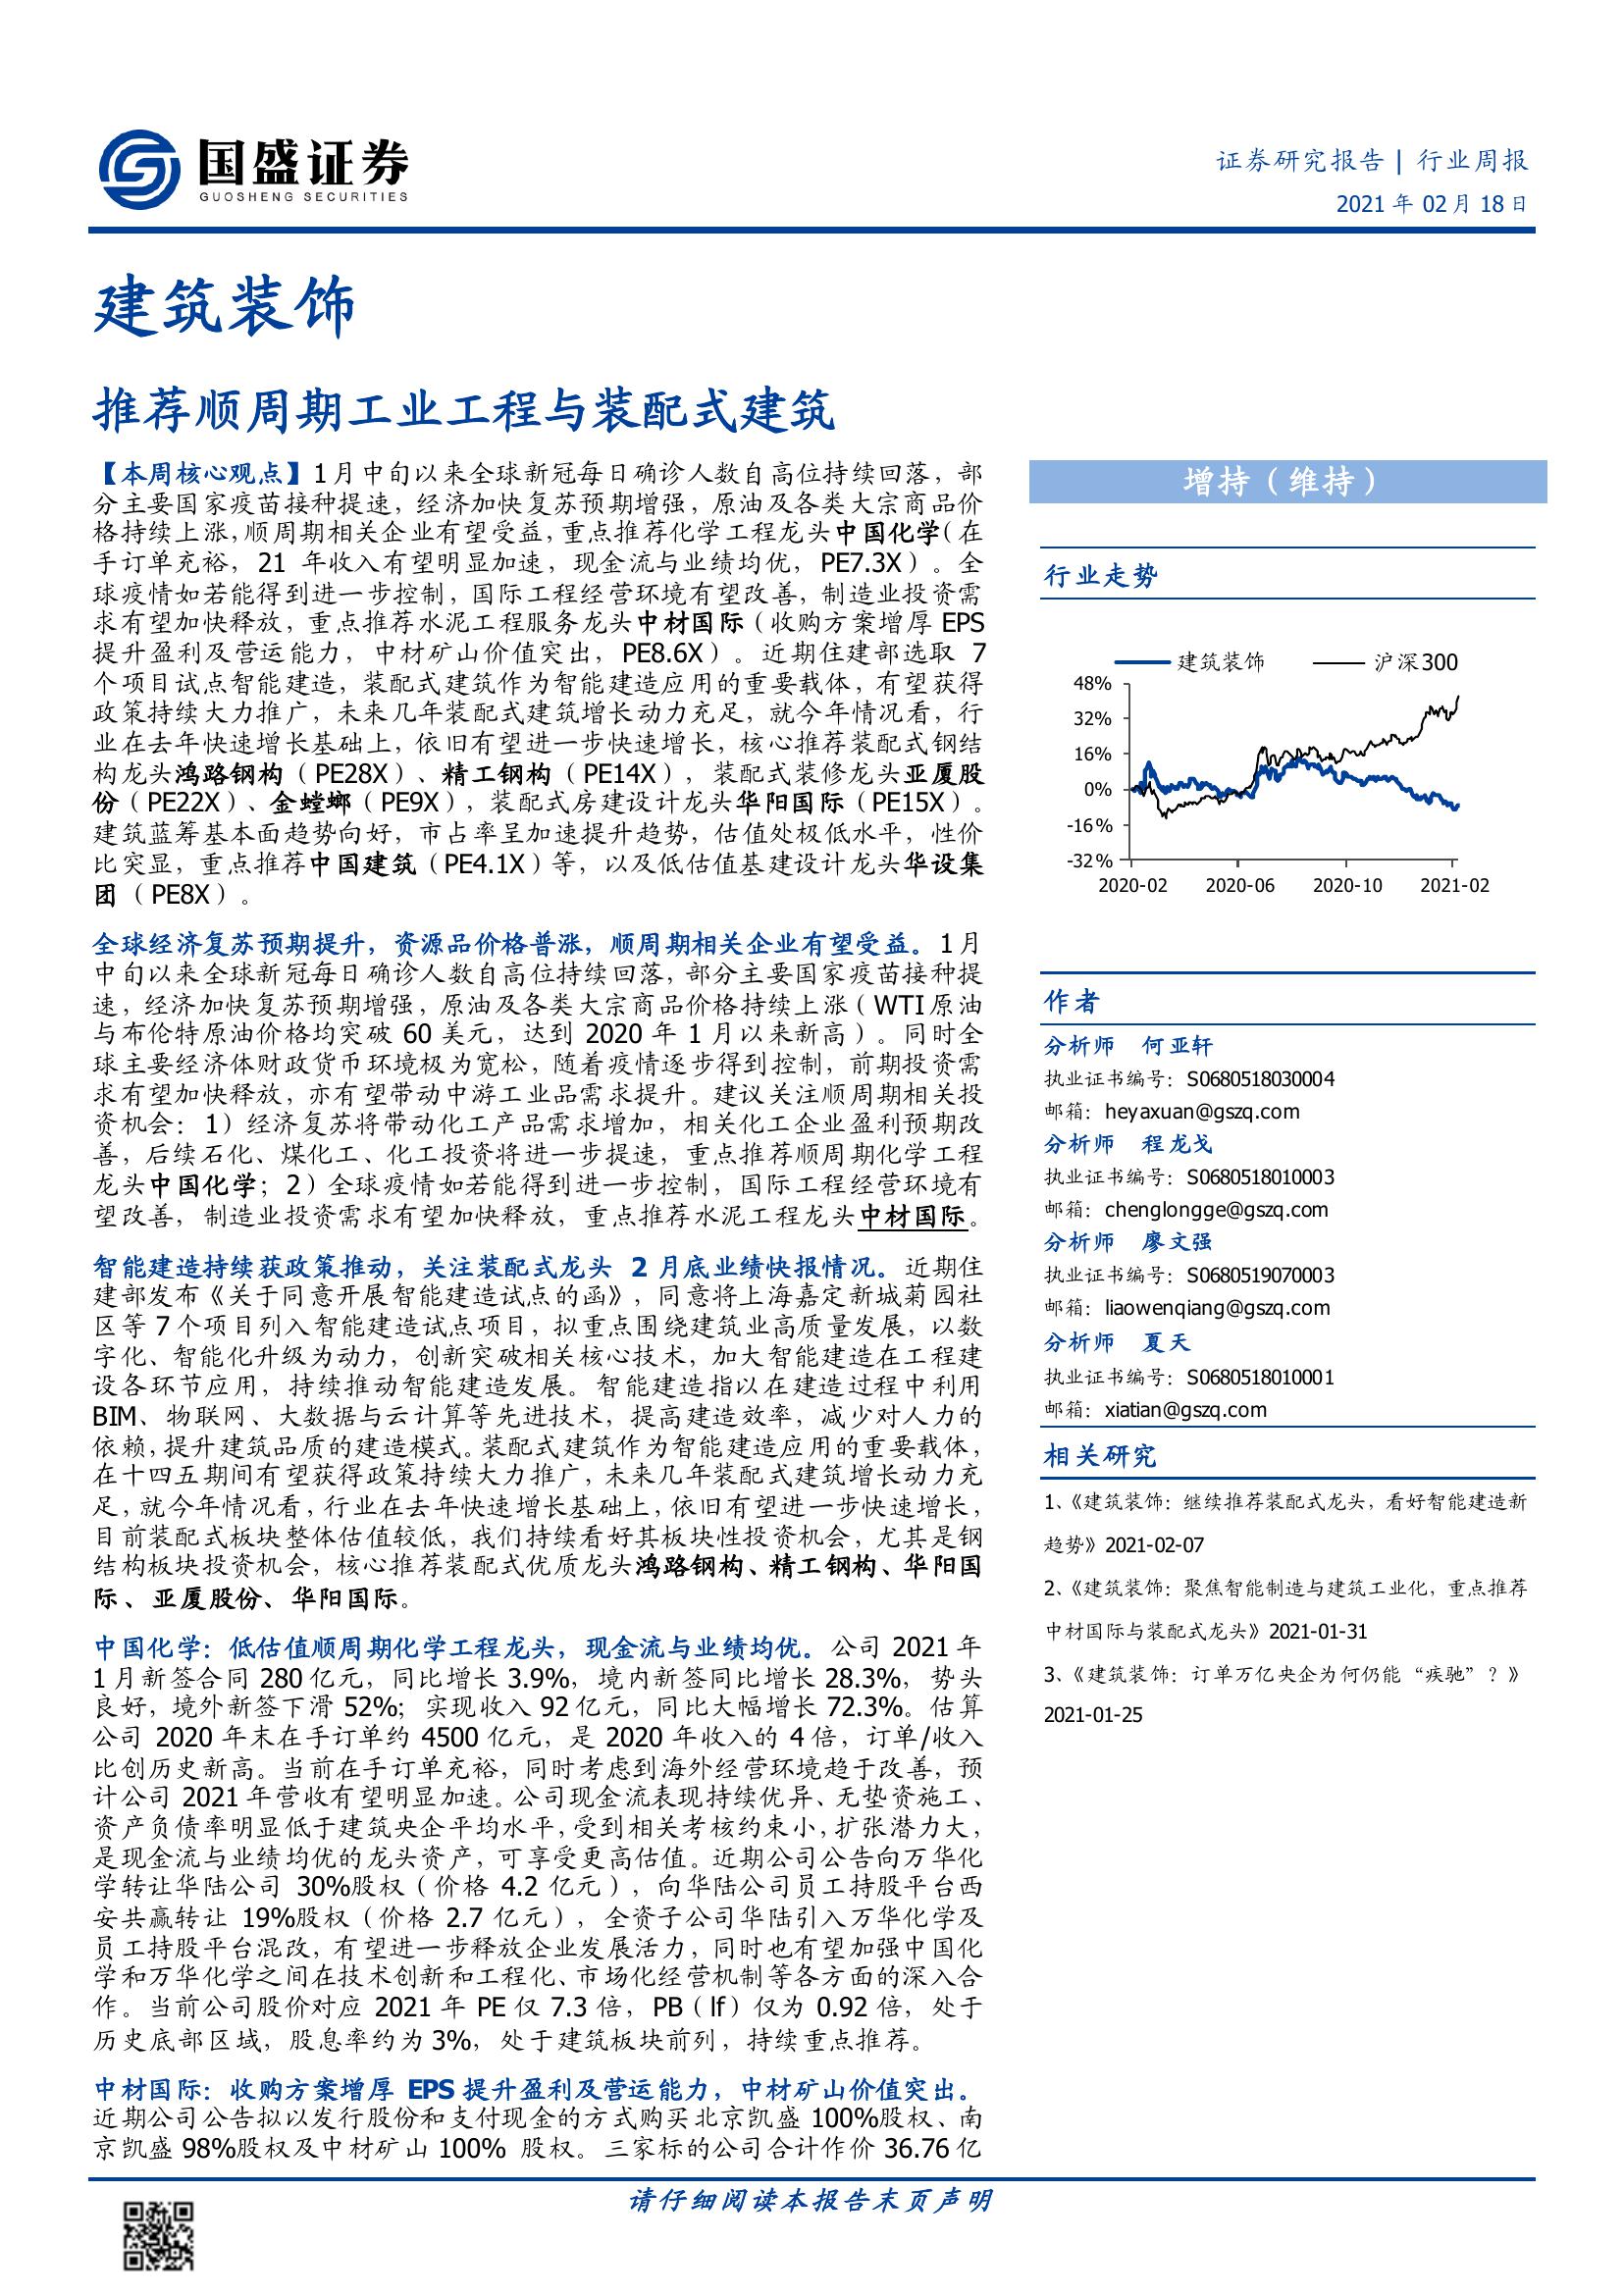 国盛证券
GUOSHENG SECURITIES
证券研究报告 | 行业周报
2021 年 02 月 18 日
建筑装饰
推荐顺周期工业工程与装配式建筑
【本周核心观点】1 月中旬以来全球新冠每日确诊人数自高位持续回落，部
分主要国家疫苗接种提速，经济加快复苏预期增强，原油及各类大宗商品价
格持续上涨，顺周期相关企业有望受益，重点推荐化学工程龙头中国化学（在
手订单充裕，21 年收入有望明显加速，现金流与业绩均优，PE7.3X）。全
球疫情如若能得到进一步控制，国际工程经营环境有望改善，制造业投资需
求有望加快释放，重点推荐水泥工程服务龙头中材国际（收购方案增厚 EPS
提升盈利及营运能力，中材矿山价值突出，PE8.6X）。近期住建部选取 7
个项目试点智能建造，装配式建筑作为智能建造应用的重要载体，有望获得
政策持续大力推广，未来几年装配式建筑增长动力充足，就今年情况看，行
业在去年快速增长基础上，依旧有望进一步快速增长，核心推荐装配式钢结
构龙头鸿路钢构（PE28X）、精工钢构（PE14X），装配式装修龙头亚厦股
份（PE22X）、金螳螂（PE9X），装配式房建设计龙头华阳国际（PE15X）。
建筑蓝筹基本面趋势向好，市占率呈加速提升趋势，估值处极低水平，性价
比突显，重点推荐中国建筑（PE4.1X）等，以及低估值基建设计龙头华设集
团（PE8X）。
全球经济复苏预期提升，资源品价格普涨，顺周期相关企业有望受益。1 月
中旬以来全球新冠每日确诊人数自高位持续回落，部分主要国家疫苗接种提
速，经济加快复苏预期增强，原油及各类大宗商品价格持续上涨（WTI 原油
与布伦特原油价格均突破 60 美元，达到 2020 年 1 月以来新高）。同时全
球主要经济体财政货币环境极为宽松，随着疫情逐步得到控制，前期投资需
求有望加快释放，亦有望带动中游工业品需求提升。建议关注顺周期相关投
资机会：1）经济复苏将带动化工产品需求增加，相关化工企业盈利预期改
善，后续石化、煤化工、化工投资将进一步提速，重点推荐顺周期化学工程
龙头中国化学；2）全球疫情如若能得到进一步控制，国际工程经营环境有
望改善，制造业投资需求有望加快释放，重点推荐水泥工程龙头中材国际。
智能建造持续获政策推动，关注装配式龙头 2 月底业绩快报情况。近期住
建部发布《关于同意开展智能建造试点的函》，同意将上海嘉定新城菊园社
区等 7 个项目列入智能建造试点项目，拟重点围绕建筑业高质量发展，以数
字化、智能化升级为动力，创新突破相关核心技术，加大智能建造在工程建
设各环节应用，持续推动智能建造发展。智能建造指以在建造过程中利用
BIM、物联网、大数据与云计算等先进技术，提高建造效率，减少对人力的
依赖，提升建筑品质的建造模式。装配式建筑作为智能建造应用的重要载体，
在十四五期间有望获得政策持续大力推广，未来几年装配式建筑增长动力充
足，就今年情况看，行业在去年快速增长基础上，依旧有望进一步快速增长，
目前装配式板块整体估值较低，我们持续看好其板块性投资机会，尤其是钢
结构板块投资机会，核心推荐装配式优质龙头鸿路钢构、精工钢构、华阳国
际、亚厦股份、华阳国际。
中国化学：低估值顺周期化学工程龙头，现金流与业绩均优。公司 2021 年
1 月新签合同 280 亿元，同比增长 3.9%，境内新签同比增长 28.3%，势头
良好，境外新签下滑 52%；实现收入 92 亿元，同比大幅增长 72.3%。估算
公司 2020 年末在手订单约 4500 亿元，是 2020 年收入的 4 倍，订单/收入
比创历史新高。当前在手订单充裕，同时考虑到海外经营环境趋于改善，预
计公司 2021 年营收有望明显加速。公司现金流表现持续优异、无垫资施工、
资产负债率明显低于建筑央企平均水平，受到相关考核约束小，扩张潜力大，
是现金流与业绩均优的龙头资产，可享受更高估值。近期公司公告向万华化
学转让华陆公司 30%股权（价格 4.2 亿元），向华陆公司员工持股平台西
安共赢转让 19%股权（价格 2.7 亿元），全资子公司华陆引入万华化学及
员工持股平台混改，有望进一步释放企业发展活力，同时也有望加强中国化
学和万华化学之间在技术创新和工程化、市场化经营机制等各方面的深入合
作。当前公司股价对应 2021 年 PE 仅 7.3 倍，PB（lf）仅为 0.92 倍，处于
历史底部区域，股息率约为 3%，处于建筑板块前列，持续重点推荐。
中材国际：收购方案增厚 EPS 提升盈利及营运能力，中材矿山价值突出。
近期公司公告拟以发行股份和支付现金的方式购买北京凯盛 100%股权、南
京凯盛 98%股权及中材矿山 100% 股权。三家标的公司合计作价 36.76 亿
增持（维持）
行业走势
建筑装饰 沪深300
48%
32%
16%
0%
-16%
-32%
2020-02 2020-06 2020-10 2021-02
作者
分析师 何亚轩
执业证书编号：S0680518030004
邮箱：heyaxuan@gszq.com
分析师 程龙戈
执业证书编号：S0680518010003
邮箱：chenglongge@gszq.com
分析师 廖文强
执业证书编号：S0680519070003
邮箱：liaowenqiang@gszq.com
分析师 夏天
执业证书编号：S0680518010001
邮箱：xiatian@gszq.com
相关研究
1、《建筑装饰：继续推荐装配式龙头，看好智能建造新
趋势》2021-02-07
2、《建筑装饰：聚焦智能制造与建筑工业化，重点推荐
中材国际与装配式龙头》2021-01-31
3、《建筑装饰：订单万亿央企为何仍能“疾驰”？》
2021-01-25
请仔细阅读本报告末页声明